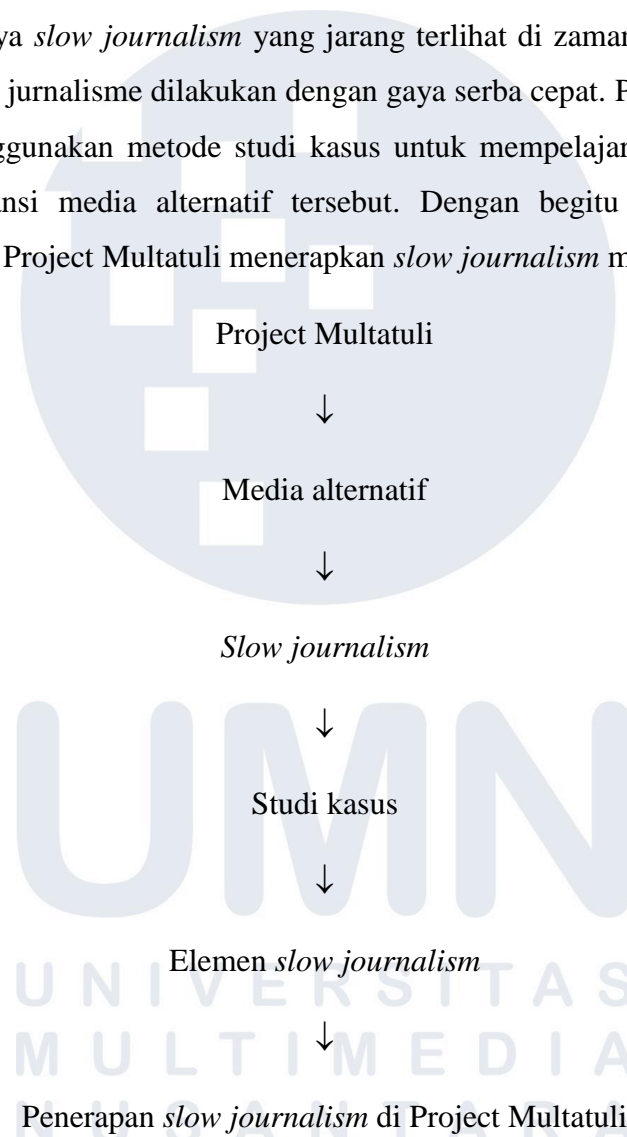 ya slow journalism yang jarang terlihat di zaman
jurnalisme dilakukan dengan gaya serba cepat. P
ggunakan metode studi kasus untuk mempelajar
nsi media alternatif tersebut. Dengan begitu
Project Multatuli menerapkan slow journalism m
Project Multatuli
↓
Media alternatif
↓
Slow journalism
↓
Studi kasus
↓
Elemen slow journalism
↓
Penerapan slow journalism di Project Multatuli
UMN
UNIVERSITAS
MULTIMEDIA
NUSANTARA